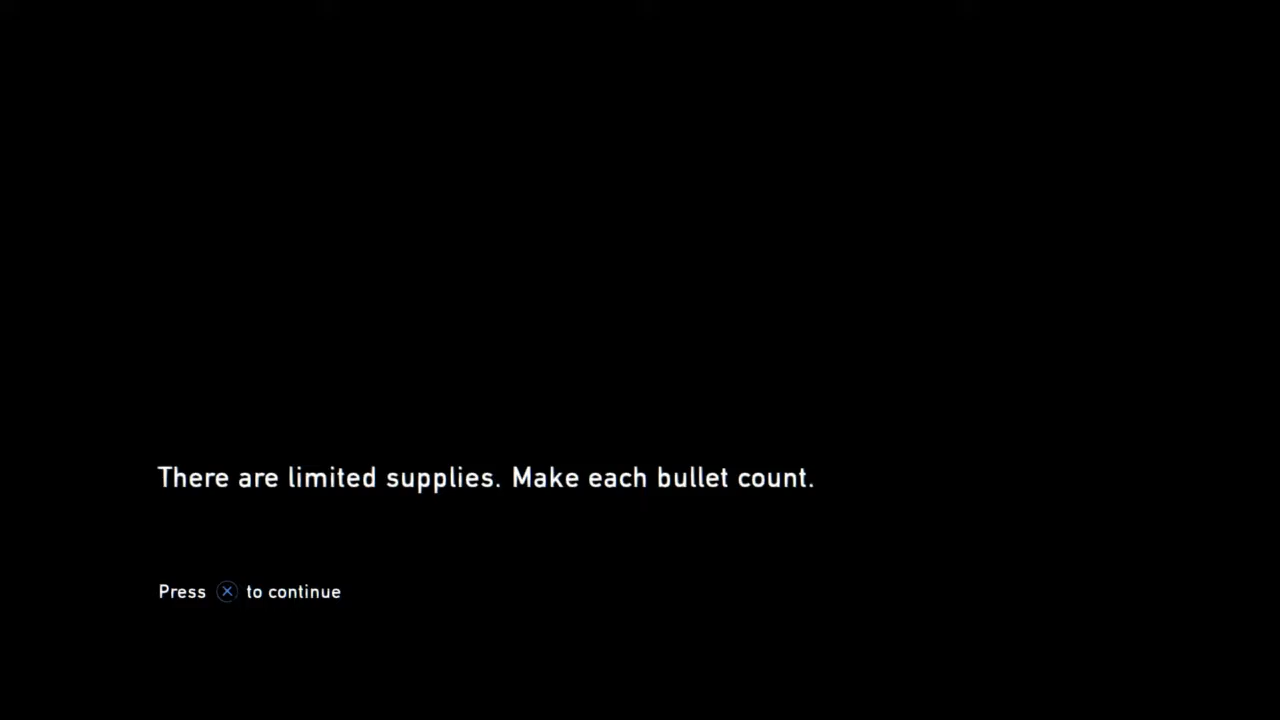 There are limited supplies. Make each bullet count.
Press ⓧ to continue